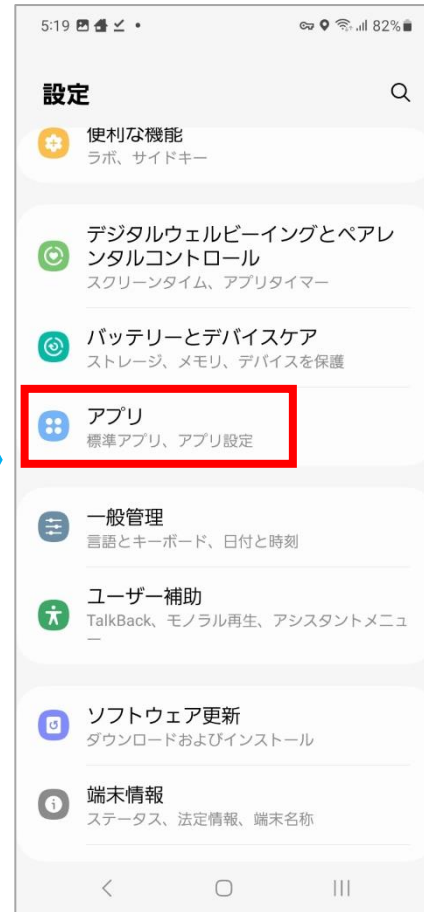 5:19 82%
設定
便利な機能
ラボ、サイドキー
デジタルウェルビーイングとペアレ
ンタルコントロール
スクリーンタイム、アプリタイマー
バッテリーとデバイスケア
ストレージ、メモリ、デバイスを保護
アプリ
標準アプリ、アプリ設定
一般管理
言語とキーボード、日付と時刻
ユーザー補助
TalkBack、モノラル再生、アシスタントメニュ
ー
ソフトウェア更新
ダウンロードおよびインストール
端末情報
ステータス、法定情報、端末名称